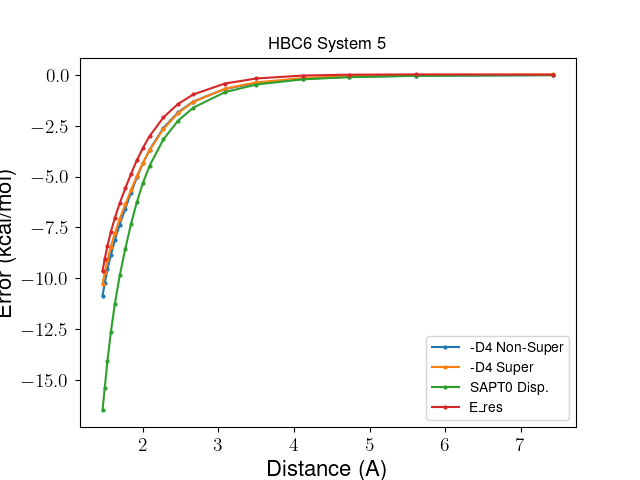 HBC6 System 5
Error (kcal/mol)
0.0
−2.5
−5.0
−7.5
−10.0
−12.5
−15.0
2 3 4 5 6 7
Distance (A)
-D4 Non-Super
-D4 Super
SAPT0 Disp.
E_res